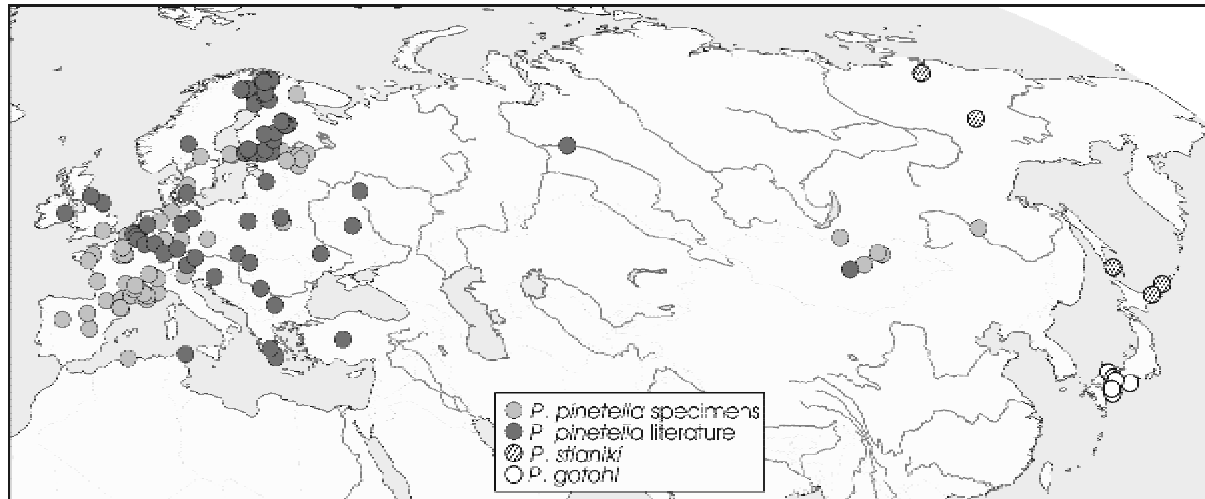 P. pinetella specimens
P. pinetella literature
P. stianiki
P. gotohi